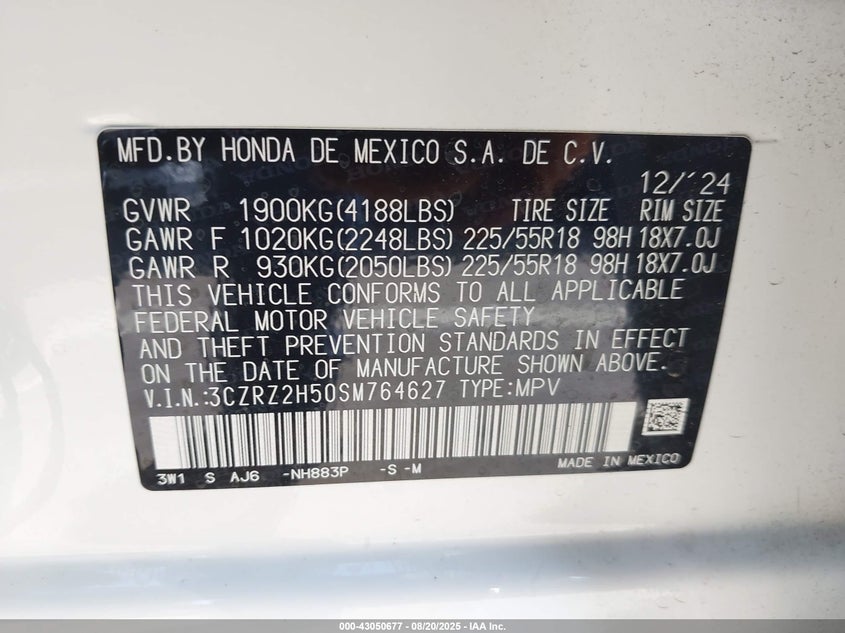 MFD.BY HONDA DE MEXICO S.A. DE C.V.
12/'24
GVWR 1900KG(4188LBS) TIRE SIZE RIM SIZE
GAWR F 1020KG(2248LBS) 225/55R18 98H 18X7.0J
GAWR R 930KG(2050LBS) 225/55R18 98H 18X7.0J
THIS VEHICLE CONFORMS TO ALL APPLICABLE
FEDERAL MOTOR VEHICLE SAFETY
AND THEFT PREVENTION STANDARDS IN EFFECT
ON THE DATE OF MANUFACTURE SHOWN ABOVE.
V.I.N.:3CZRZ2H50SM764627 TYPE:MPV
3W1 S AJ6 -NH883P -S -M MADE IN MEXICO
000-43050677 - 08/20/2025 - IAA Inc.